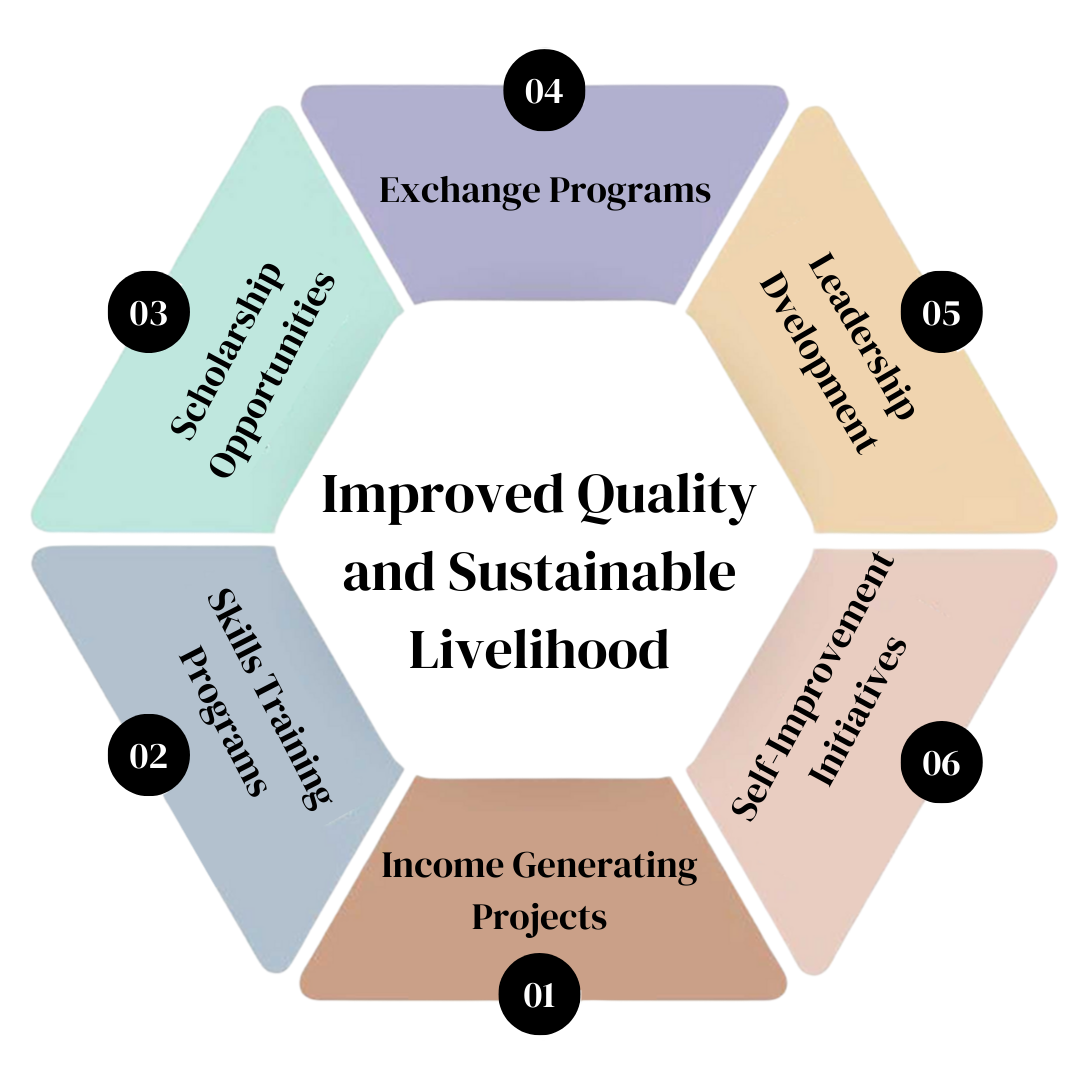 04
Exchange Programs
03
Scholarship
Opportunities
05
Leadership
Dvelopment
Improved Quality
and Sustainable
Livelihood
02
Skills Training
Programs
06
Self-Improvement
Initiatives
Income Generating
Projects
01